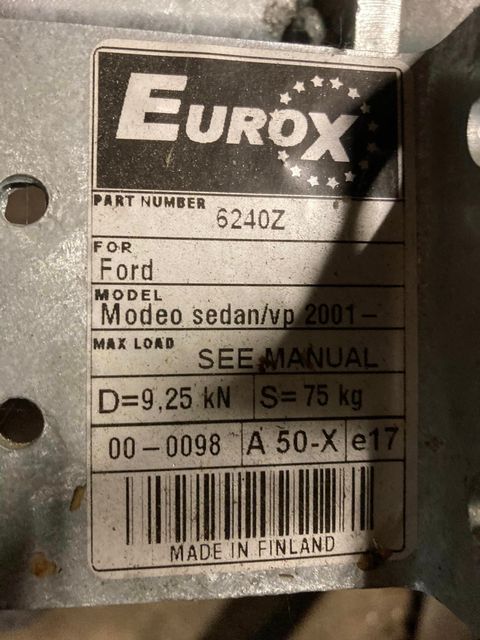 EUROX
PART NUMBER 6240Z
FOR
Ford
MODEL
Modeo sedan/vp 2001-
MAX LOAD SEE MANUAL
D=9,25 kN S= 75 kg
00-0098 A 50-X e17
MADE IN FINLAND